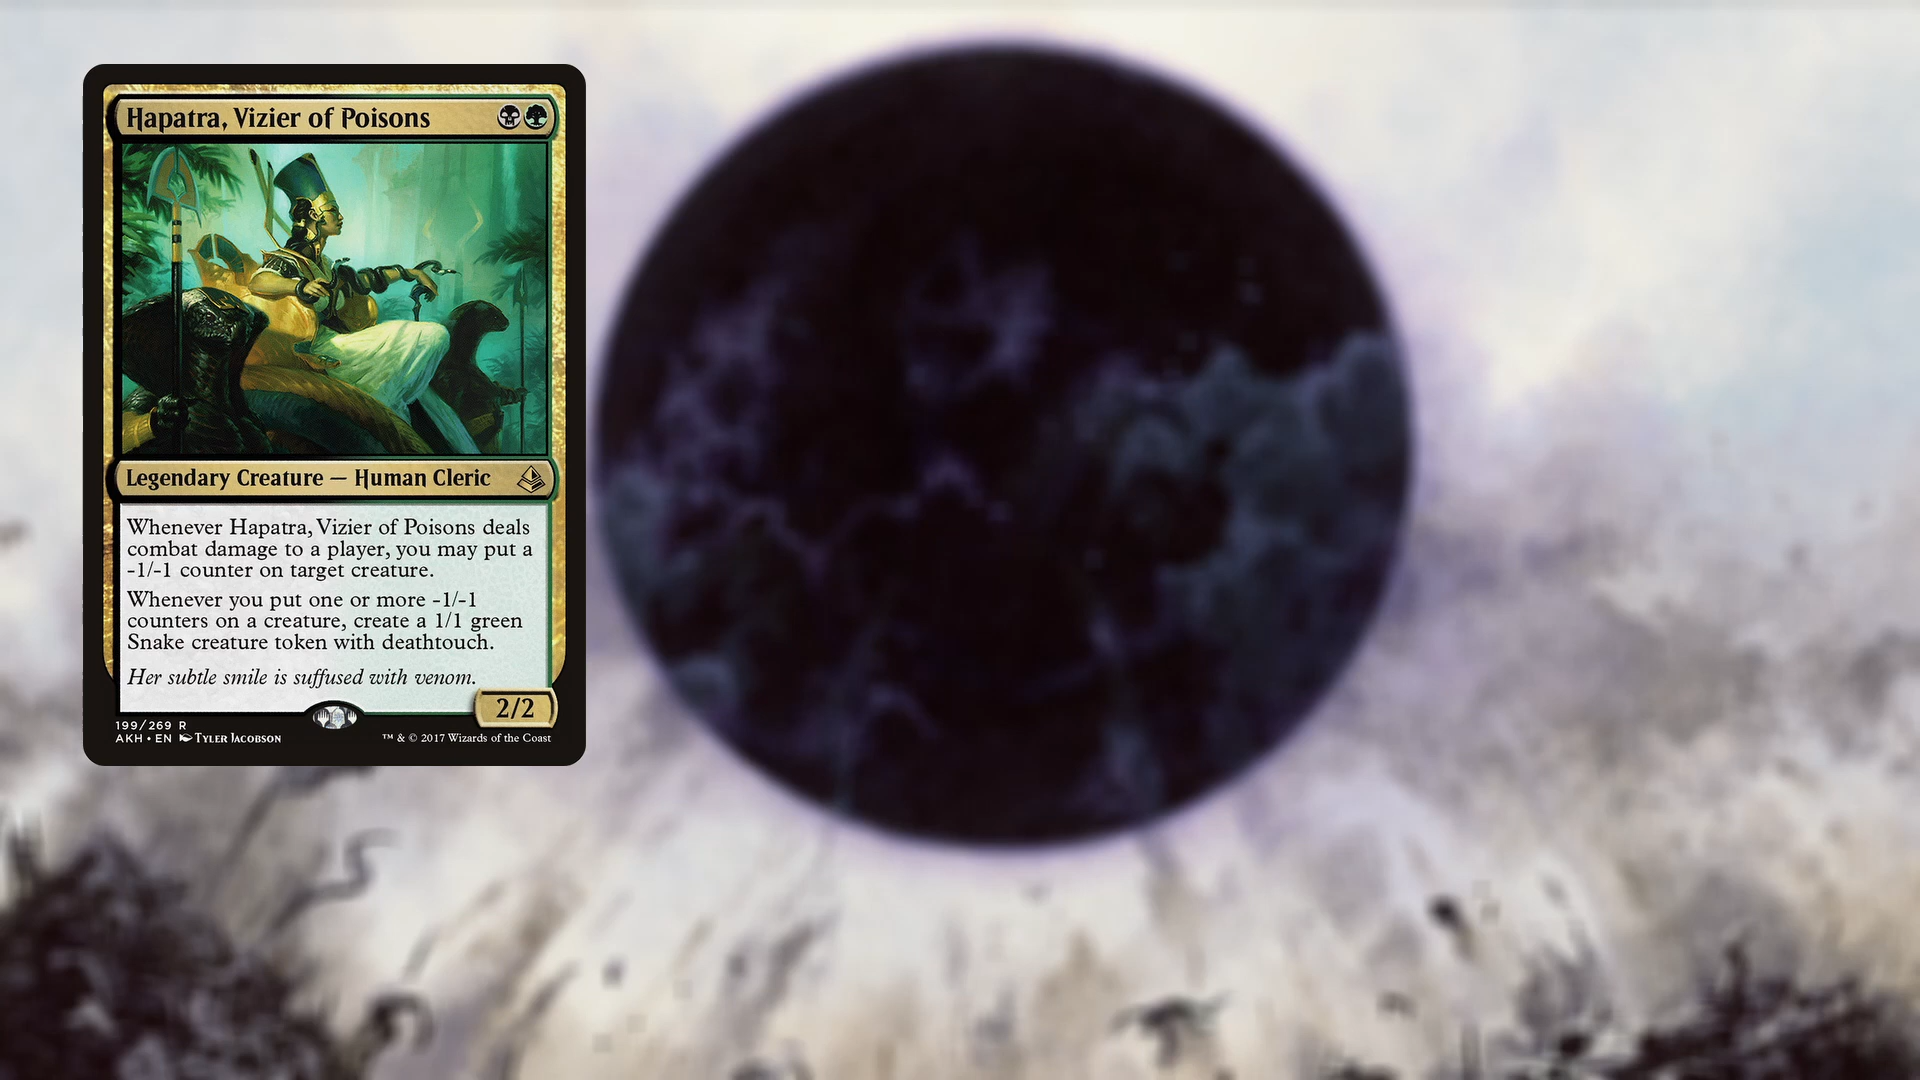 Hapatra, Vizier of Poisons
Legendary Creature — Human Cleric
Whenever Hapatra, Vizier of Poisons deals
combat damage to a player, you may put a
-1/-1 counter on target creature.
Whenever you put one or more -1/-1
counters on a creature, create a 1/1 green
Snake creature token with deathtouch.
Her subtle smile is suffused with venom.
2/2
199/269 R
AKH • EN Tyler Jacobson
™ & © 2017 Wizards of the Coast